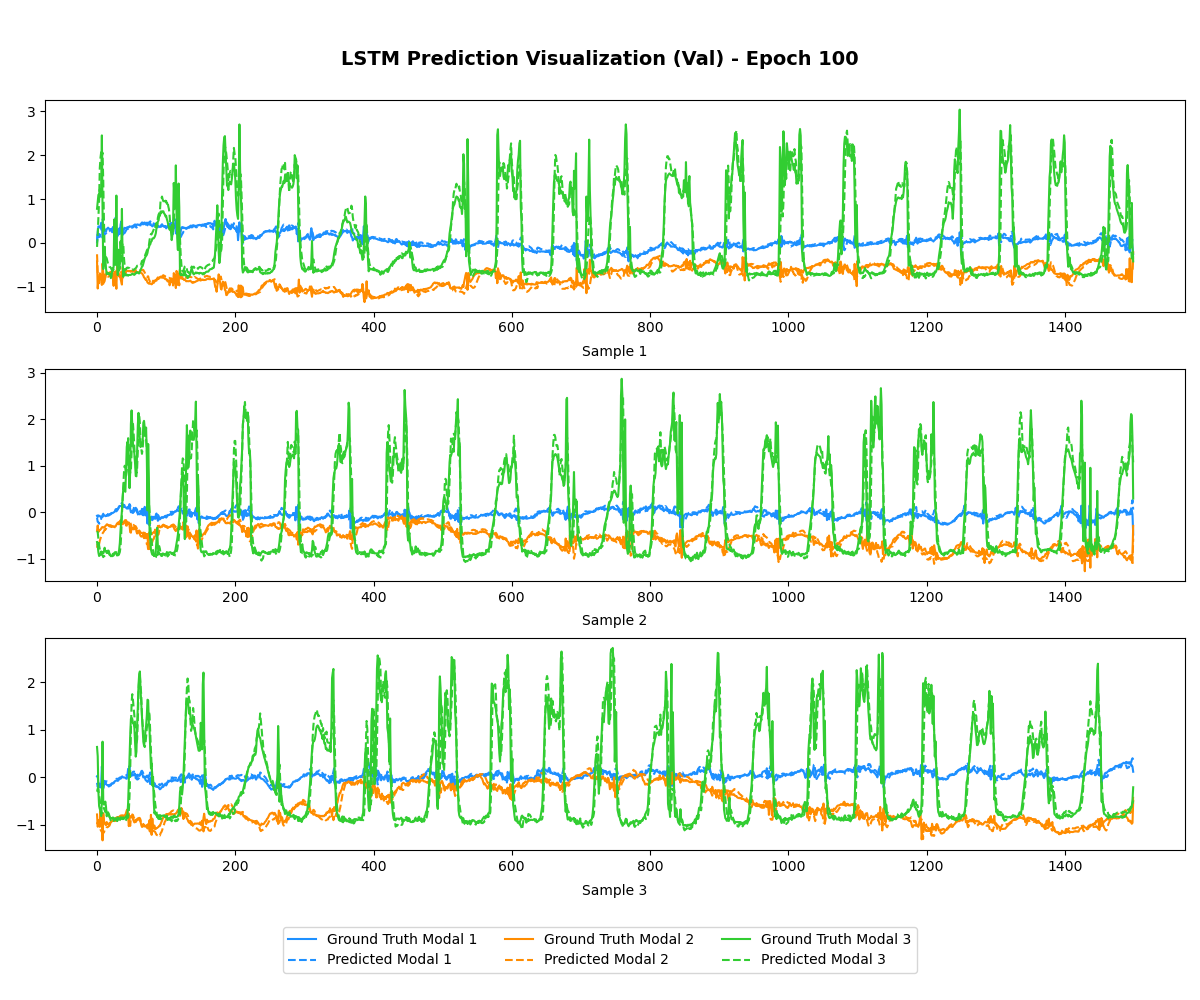 LSTM Prediction Visualization (Val) - Epoch 100
3
2
1
0
−1
0 200 400 600 800 1000 1200 1400
Sample 1
3
2
1
0
−1
0 200 400 600 800 1000 1200 1400
Sample 2
2
1
0
−1
0 200 400 600 800 1000 1200 1400
Sample 3
Ground Truth Modal 1 Ground Truth Modal 2 Ground Truth Modal 3
Predicted Modal 1 Predicted Modal 2 Predicted Modal 3